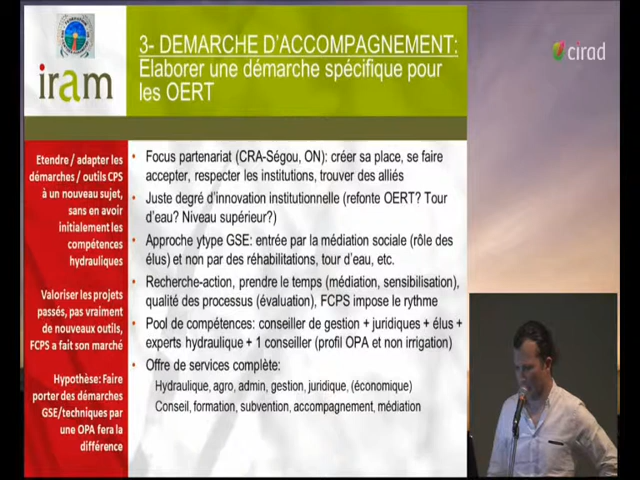 iram
cirad
3- DEMARCHE D'ACCOMPAGNEMENT:
Elaborer une démarche spécifique pour
les OERT
Etendre / adapter les
démarches / outils CPS
à un nouveau sujet,
sans en avoir
initialement les
compétences
hydrauliques
Valoriser les projets
passés, pas vraiment
de nouveaux outils,
FCPS a fait son marché
Hypothèse: Faire
porter des démarches
GSE/techniques par
une OPA fera la
différence
• Focus partenariat (CRA-Ségou, ON): créer sa place, se faire
accepter, respecter les institutions, trouver des alliés
• Juste degré d'innovation institutionnelle (refonte OERT? Tour
d'eau? Niveau supérieur?)
• Approche ytype GSE: entrée par la médiation sociale (rôle des
élus) et non par des réhabilitations, tour d'eau, etc.
• Recherche-action, prendre le temps (médiation, sensibilisation),
qualité des processus (évaluation), FCPS impose le rythme
• Pool de compétences: conseiller de gestion + juridiques + élus +
experts hydraulique + 1 conseiller (profil OPA et non irrigation)
• Offre de services complète:
Hydraulique, agro, admin, gestion, juridique, (économique)
Conseil, formation, subvention, accompagnement, médiation